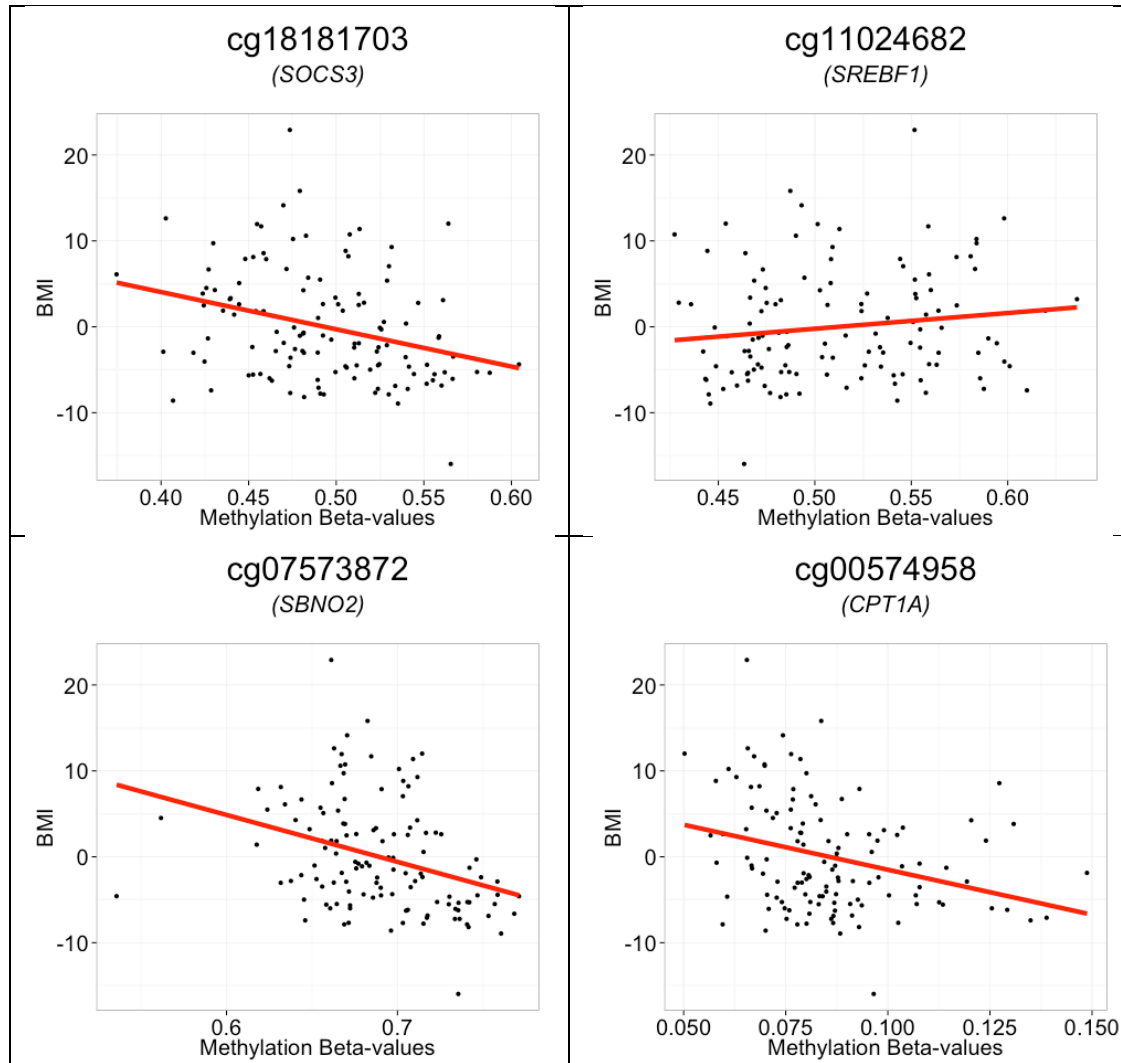 cg18181703
(SOCS3)
BMI
20
10
0
-10
0.40 0.45 0.50 0.55 0.60
Methylation Beta-values
cg11024682
(SREBF1)
BMI
20
10
0
-10
0.45 0.50 0.55 0.60
Methylation Beta-values
cg07573872
(SBNO2)
BMI
20
10
0
-10
0.6 0.7
Methylation Beta-values
cg00574958
(CPT1A)
BMI
20
10
0
-10
0.050 0.075 0.100 0.125 0.150
Methylation Beta-values